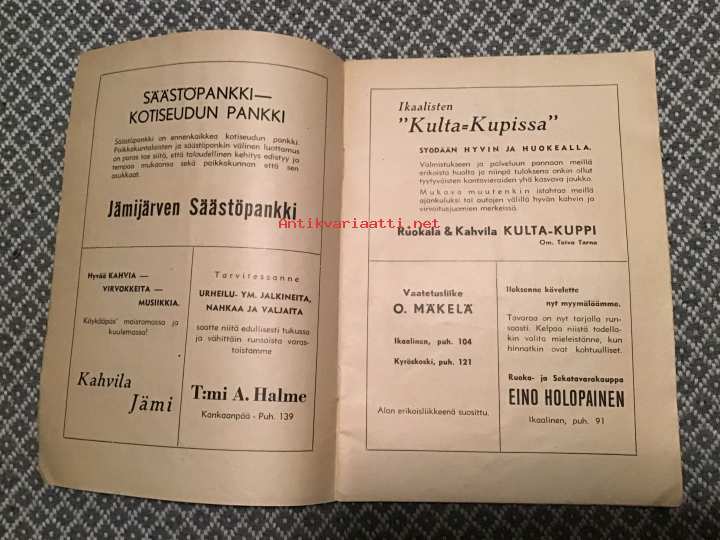 SÄÄSTÖPANKKI—
KOTISEUDUN PANKKI
Säästöpankki on ennenkaikkea kotiseudun pankki.
Paikkakuntalaisten ja säästöpankin välinen luottamus
on paras tae siitä, että taloudellinen kehitys edistyy ja
tempaa mukaansa sekä paikkakunnan että sen
asukkaat.
Jämijärven Säästöpankki
Hyvää KAHVIA —
VIRVOKKEITA —
MUSIIKKIA.
Käykääpäs' maistamassa ja
kuulemassa!
Kahvila
Jämi
Tarvitessanne
URHEILU- YM. JALKINEITA,
NAHKAA JA VALJAITA
saatte niitä edullisesti tukussa
ja vähittäin runsaista varas-
toistamme
T:mi A. Halme
Kankaanpää - Puh. 139
Ikaalisten
"Kulta=Kupissa"
SYÖDÄÄN HYVIN JA HUOKEALLA.
Valmistukseen ja palveluun pannaan meillä
erikoista huolta ja niinpä tuloksena onkin ollut
tyytyväisten kantavieraiden yhä kasvava joukko.
Mukava muutenkin istahtaa meillä
ajankuluksi tai autojen välillä hyvän kahvin ja
virvoitusjuomien merkeissä.
Ruokala & Kahvila KULTA-KUPPI
Om. Toivo Tarna
Vaatetusliike
O. MÄKELÄ
Ikaalinen, puh. 104
Kyröskoski, puh. 121
Alan erikoisliikkeenä suosittu.
Iloksenne kävelette
nyt myymäläämme.
Tavaraa on nyt tarjolla run-
saasti. Kelpaa niistä todella-
kin valita mieleistänne, kun
hinnatkin ovat kohtuulliset.
Ruoka- ja Sekatavarakauppa
EINO HOLOPAINEN
Ikaalinen, puh. 91
Antikvariaatti.net